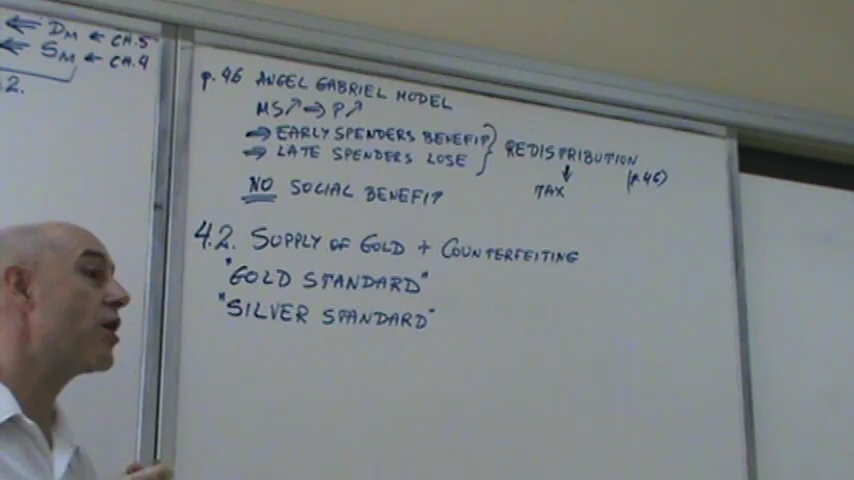 ⇐ DM ← CH.5
⇐ SM ← CH.4
2.
p.46 ANGEL GABRIEL MODEL
MS↗ ⇒ P↗
⇒ EARLY SPENDERS BENEFIT
⇒ LATE SPENDERS LOSE
} REDISTRIBUTION
↓ (p.46)
TAX
NO SOCIAL BENEFIT
4.2. SUPPLY OF GOLD + COUNTERFEITING
"GOLD STANDARD"
"SILVER STANDARD"